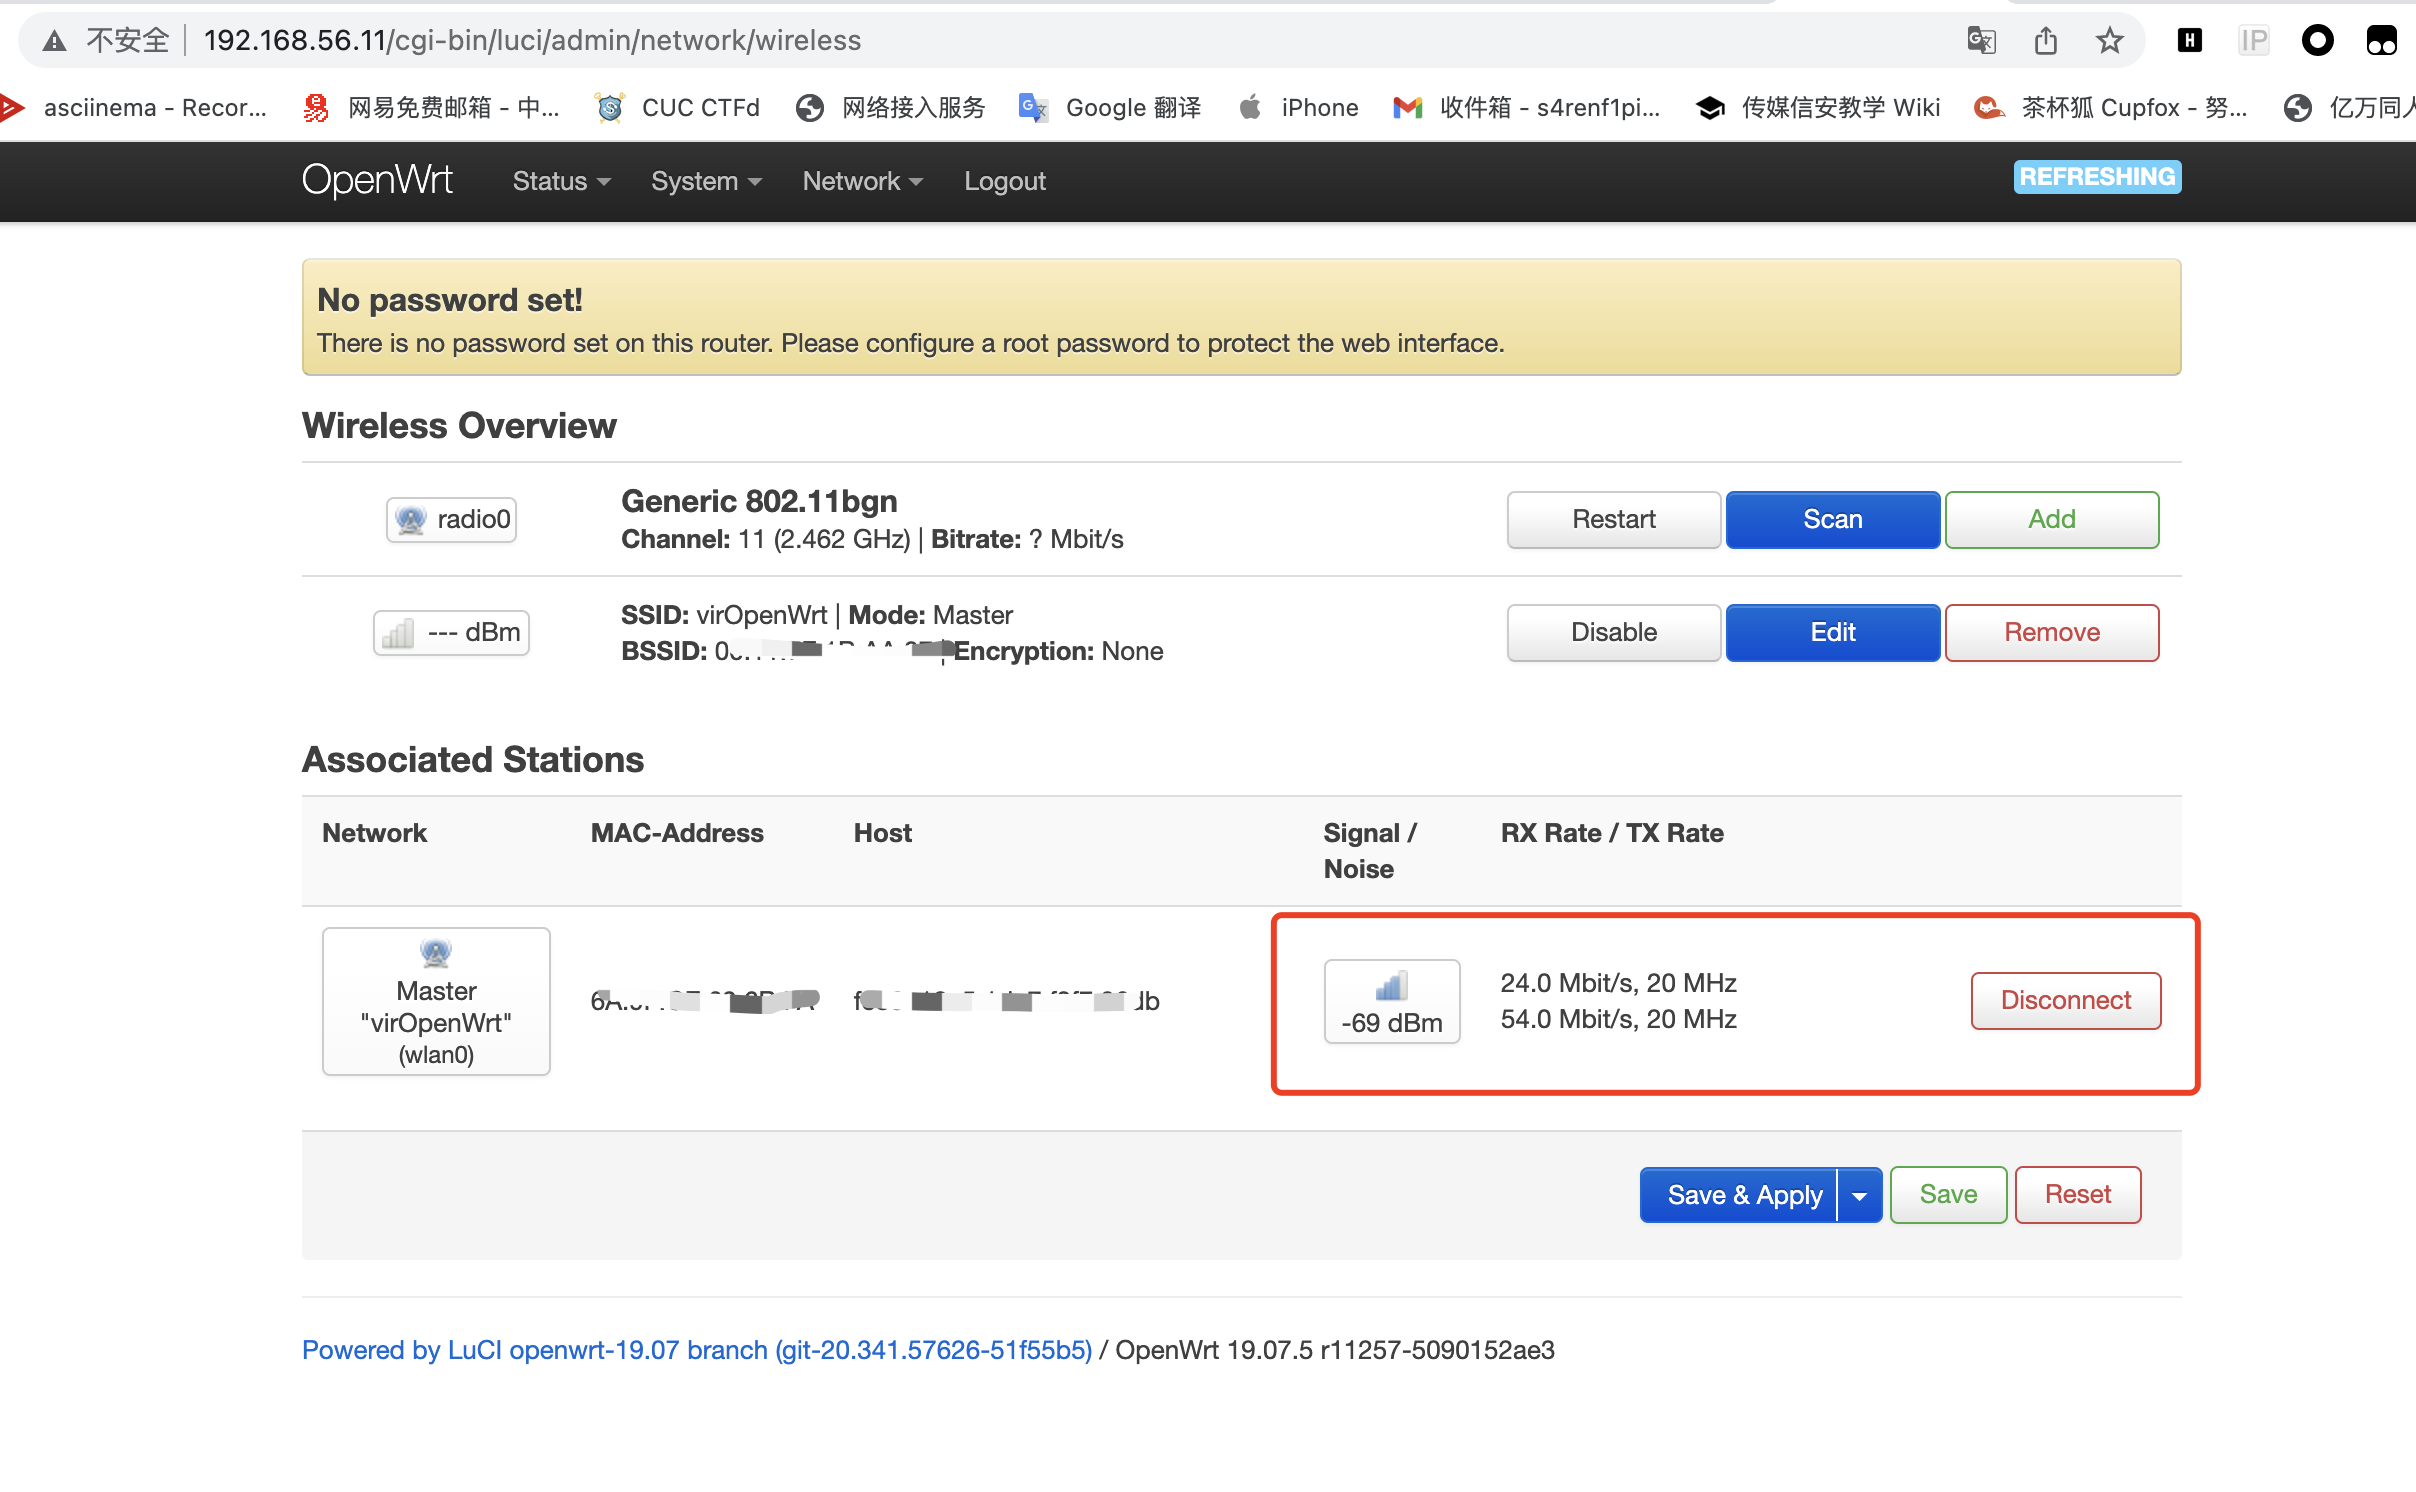 不安全 192.168.56.11/cgi-bin/luci/admin/network/wireless
asciinema - Recor... 网易免费邮箱 - 中... CUC CTFd 网络接入服务 Google 翻译 iPhone 收件箱 - s4renf1pi... 传媒信安教学 Wiki 茶杯狐 Cupfox - 努... 亿万同人
OpenWrt Status System Network Logout REFRESHING
No password set!
There is no password set on this router. Please configure a root password to protect the web interface.
Wireless Overview
radio0
Generic 802.11bgn
Channel: 11 (2.462 GHz) | Bitrate: ? Mbit/s
Restart Scan Add
--- dBm
SSID: virOpenWrt | Mode: Master
BSSID: | Encryption: None
Disable Edit Remove
Associated Stations
Network MAC-Address Host Signal / Noise RX Rate / TX Rate
Master
"virOpenWrt"
(wlan0)
-69 dBm
24.0 Mbit/s, 20 MHz
54.0 Mbit/s, 20 MHz
Disconnect
Save & Apply Save Reset
Powered by LuCI openwrt-19.07 branch (git-20.341.57626-51f55b5) / OpenWrt 19.07.5 r11257-5090152ae3